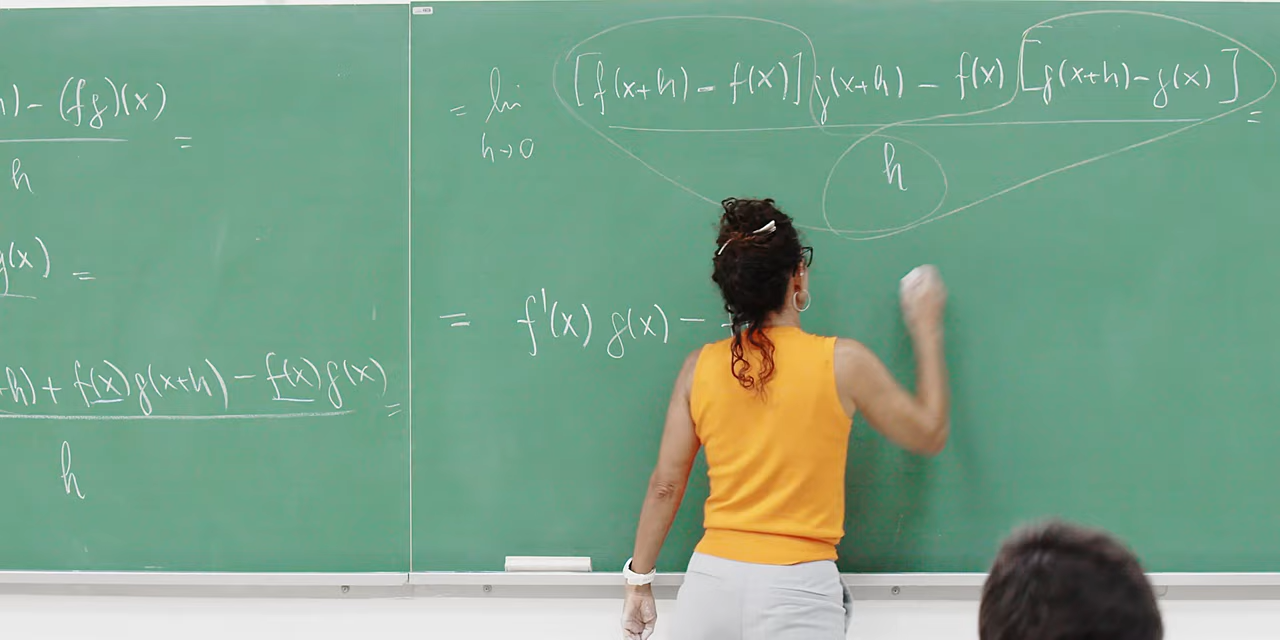 ) - (fg)(x) =
h
g(x) =
h) + f(x)g(x+h) - f(x)g(x) =
h
= lim [f(x+h) - f(x)]g(x+h) - f(x)[g(x+h)-g(x)] =
h→0 h
= f'(x) g(x) -